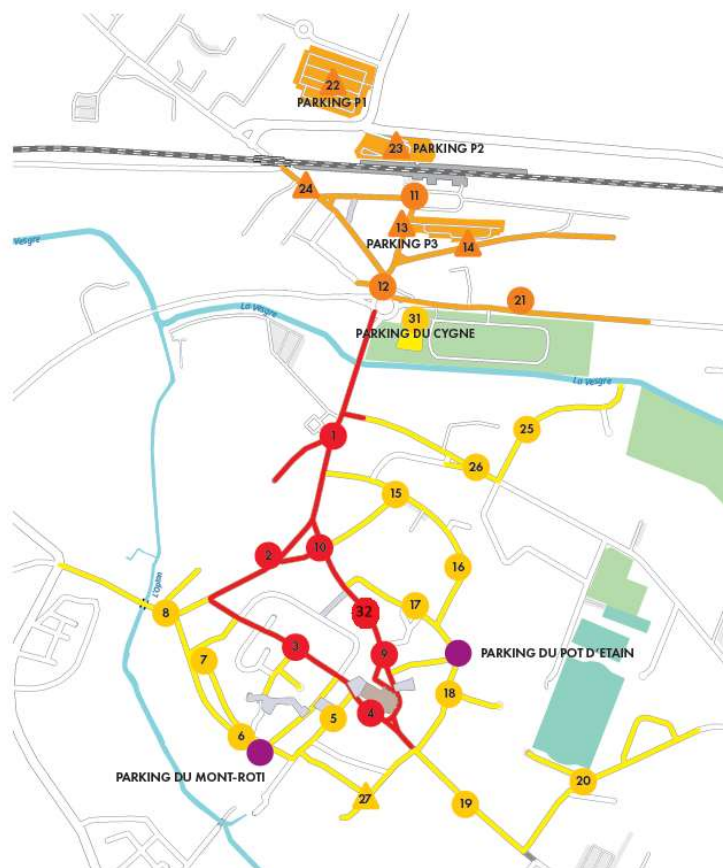 22
PARKING P1
23 PARKING P2
24
11
13
PARKING P3
14
Vesgre
12
21
La Vesgre
31
PARKING DU CYGNE
La Vesgre
1
25
26
15
2
10
16
L'Opton
8
32
17
3
9
PARKING DU POT D'ETAIN
7
18
4
5
6
PARKING DU MONT-ROTI
27
19
20